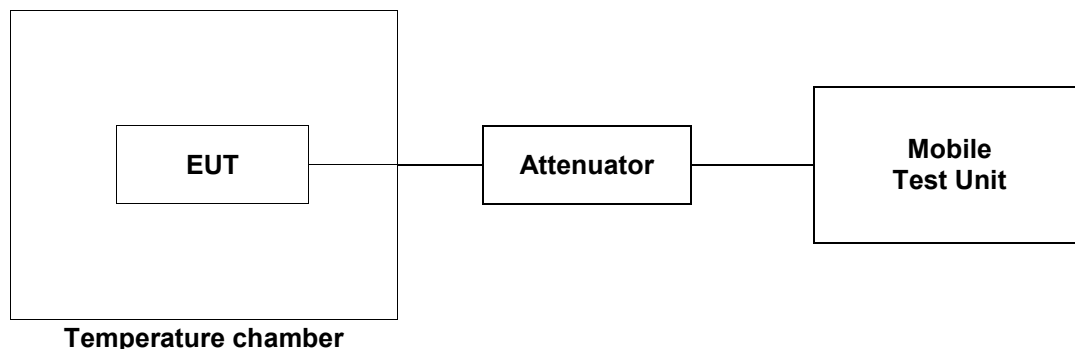 EUT
Attenuator
Mobile
Test Unit
Temperature chamber